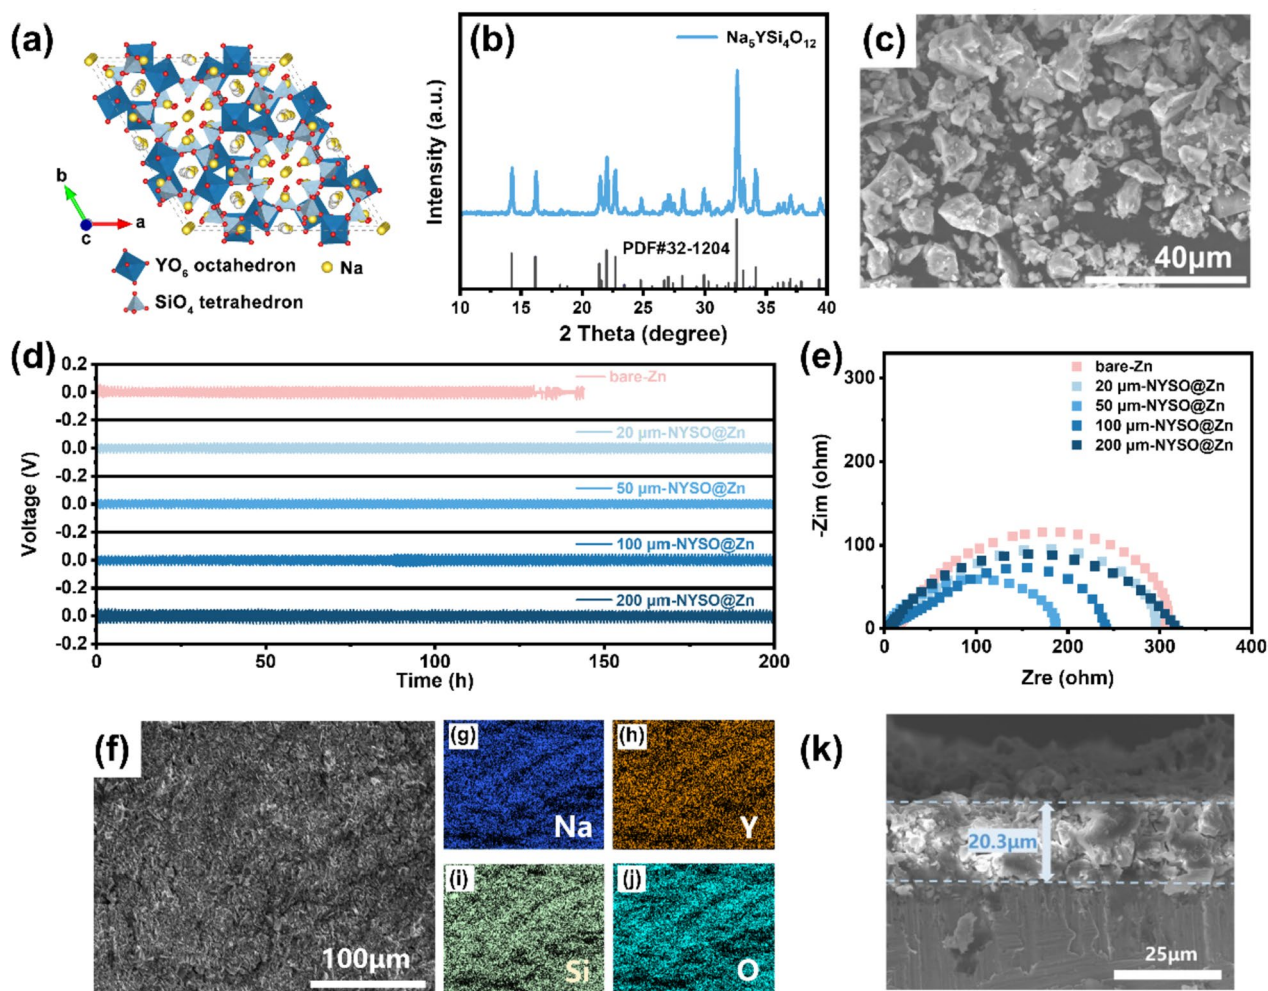 (a)
b
a
c
YO₆ octahedron
Na
SiO₄ tetrahedron
(b)
Na₅YSi₄O₁₂
Intensity (a.u.)
PDF#32-1204
10 15 20 25 30 35 40
2 Theta (degree)
(c)
40μm
(d)
0.2
0.0
-0.2
0.0
-0.2
0.0
-0.2
0.0
-0.2
0.0
-0.2
Voltage (V)
bare-Zn
20 μm-NYSO@Zn
50 μm-NYSO@Zn
100 μm-NYSO@Zn
200 μm-NYSO@Zn
0 50 100 150 200
Time (h)
(e)
300
200
100
0
-Zim (ohm)
bare-Zn
20 μm-NYSO@Zn
50 μm-NYSO@Zn
100 μm-NYSO@Zn
200 μm-NYSO@Zn
0 100 200 300 400
Zre (ohm)
(f)
100μm
(g)
Na
(h)
Y
(i)
Si
(j)
O
(k)
20.3μm
25μm